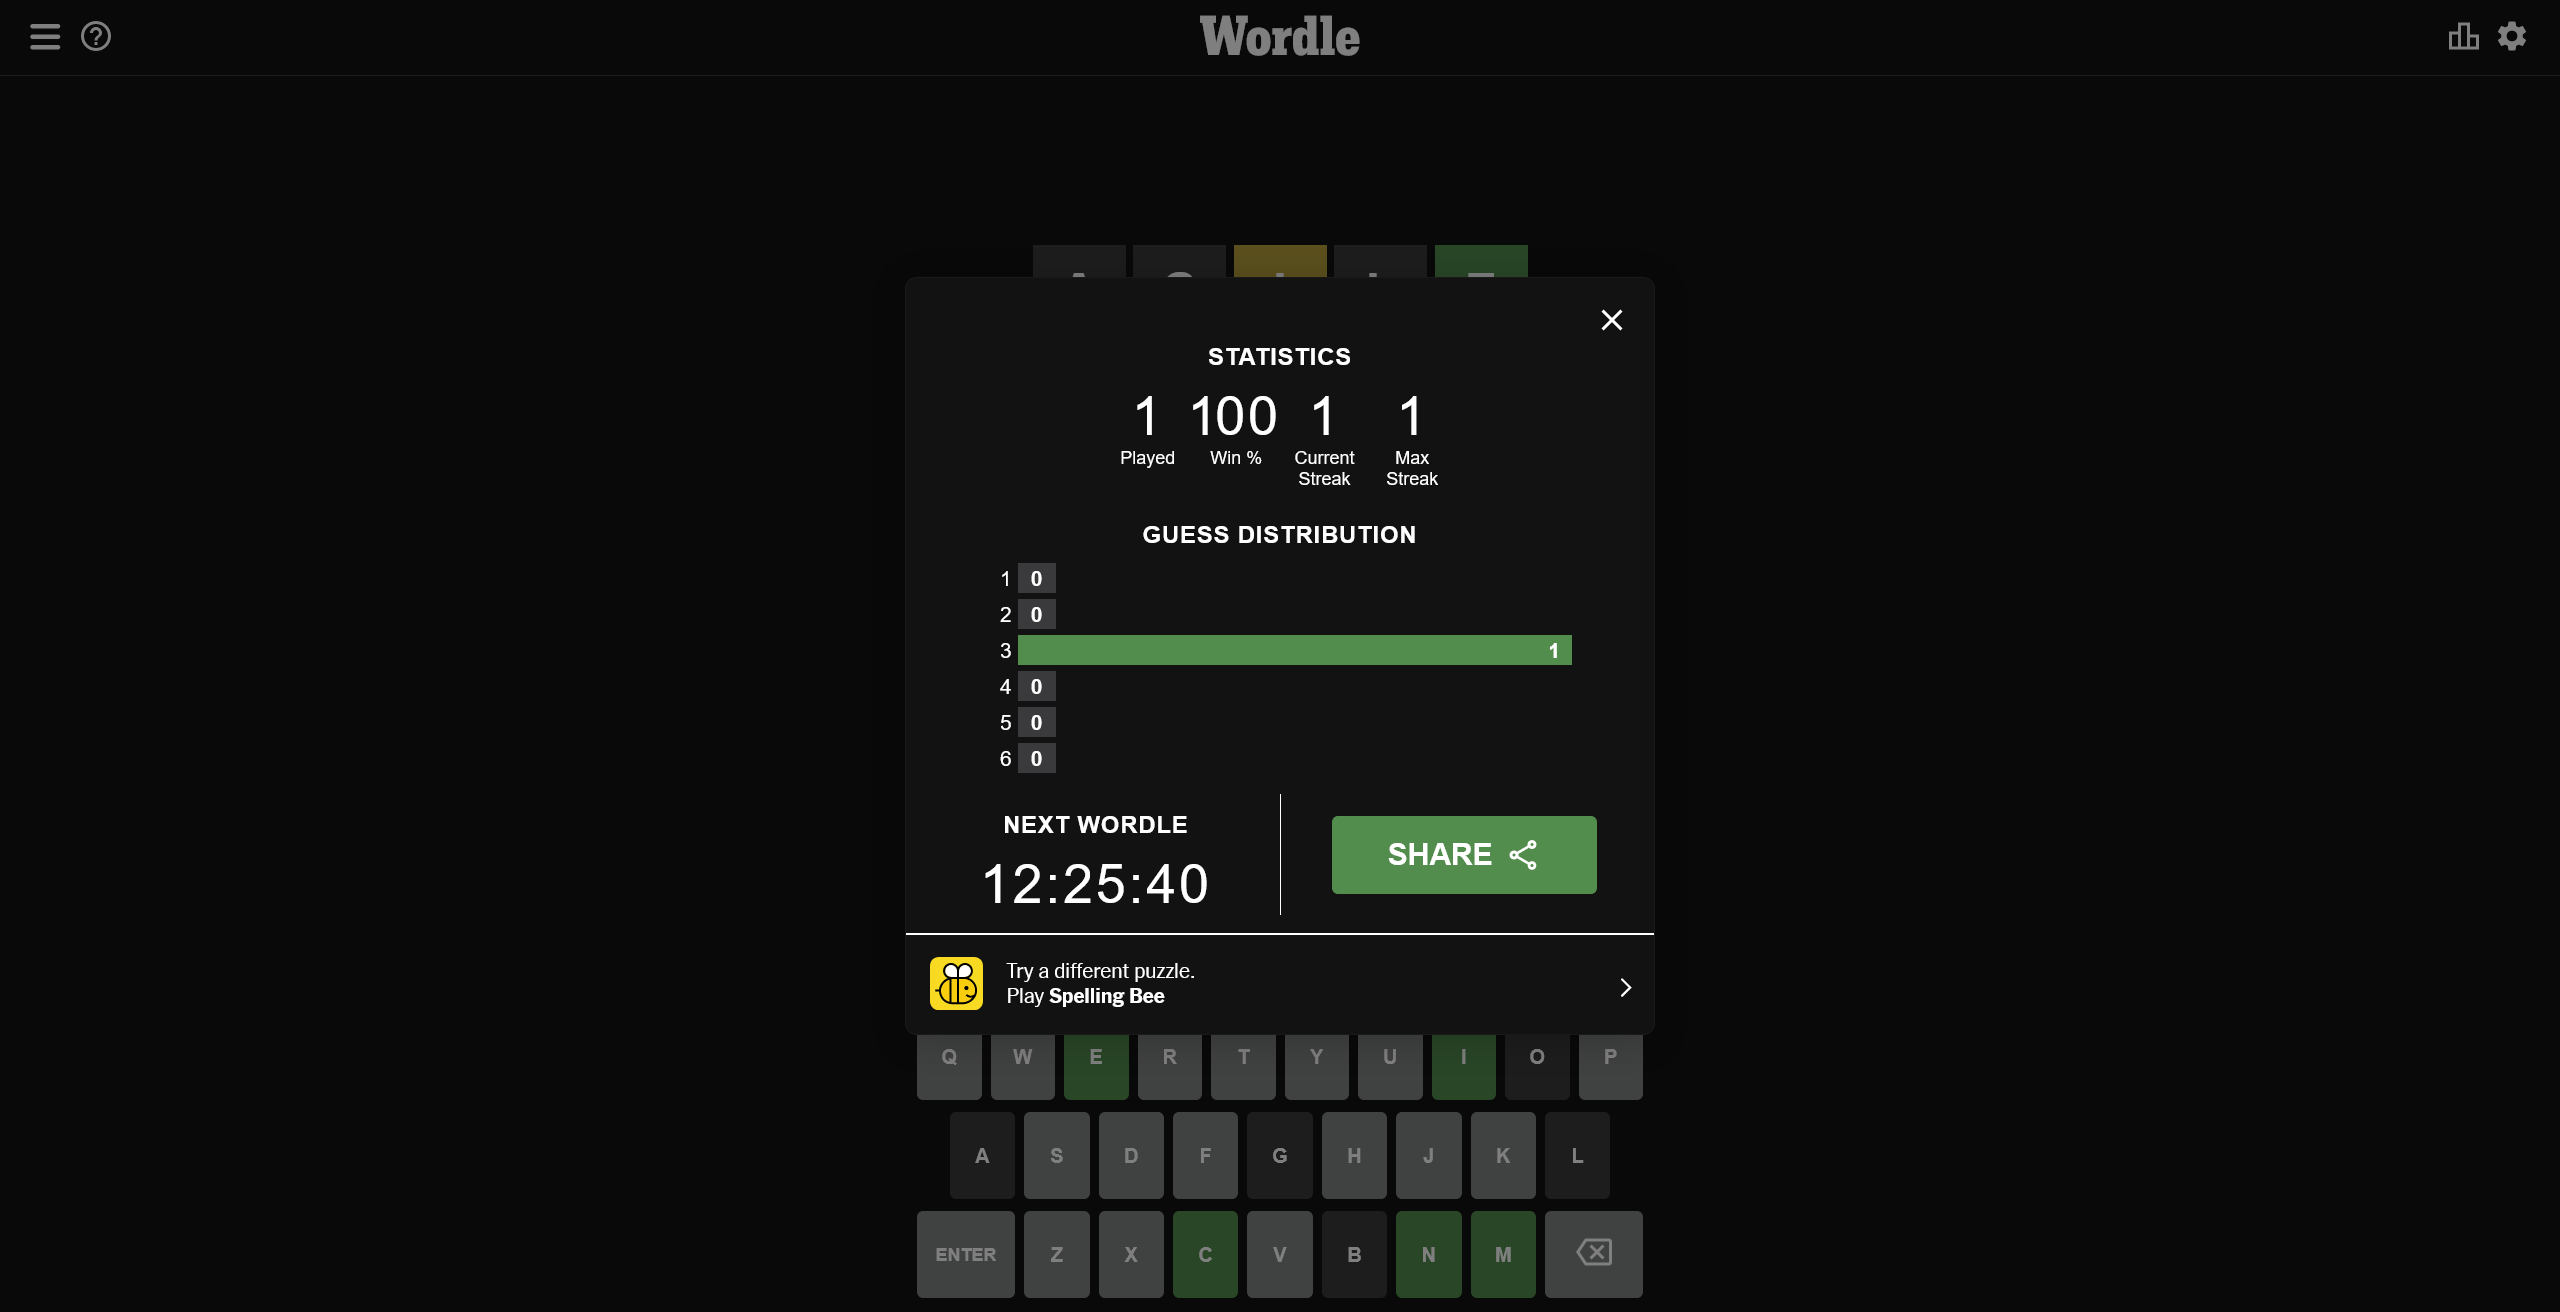 Wordle
STATISTICS
1 100 1 1
Played Win % Current Streak Max Streak
GUESS DISTRIBUTION
1 0
2 0
3 1
4 0
5 0
6 0
NEXT WORDLE
12:25:40
SHARE
Try a different puzzle.
Play Spelling Bee
Q W E R T Y U I O P
A S D F G H J K L
ENTER Z X C V B N M